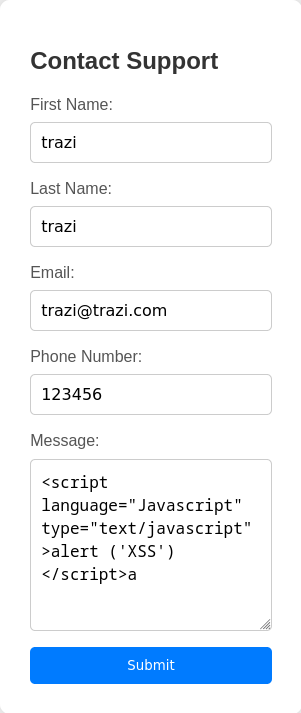 Contact Support
First Name:
trazi
Last Name:
trazi
Email:
trazi@trazi.com
Phone Number:
123456
Message:
<script
language="Javascript"
type="text/javascript"
>alert ('XSS')
</script>a
Submit